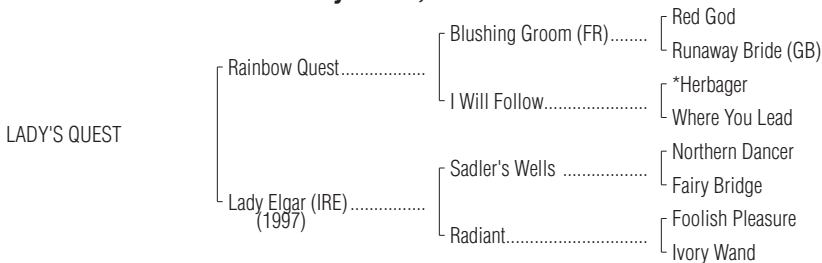 Red God
Blushing Groom (FR)........
Runaway Bride (GB)
Rainbow Quest..................
*Herbager
I Will Follow......................
Where You Lead
LADY'S QUEST
Northern Dancer
Sadler's Wells ..................
Fairy Bridge
Lady Elgar (IRE)................
(1997)
Foolish Pleasure
Radiant..............................
Ivory Wand